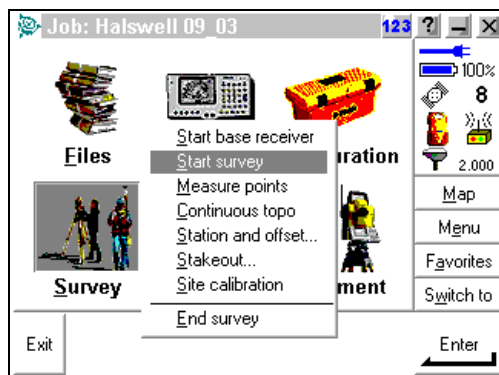 Job: Halswell 09_03
123
?
100%
8
2.000
Files
uration
Start base receiver
Start survey
Measure points
Continuous topo
Station and offset...
Stakeout...
Site calibration
End survey
Survey
ment
Map
Menu
Favorites
Switch to
Exit
Enter